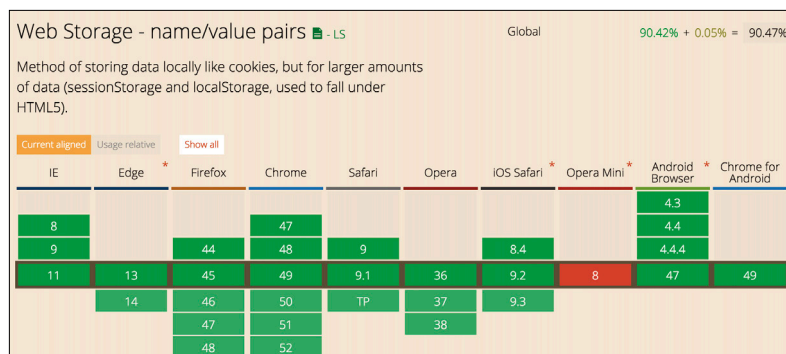 Web Storage - name/value pairs - LS
Global 90.42% + 0.05% = 90.47%
Method of storing data locally like cookies, but for larger amounts
of data (sessionStorage and localStorage, used to fall under
HTML5).
Current aligned Usage relative Show all
IE Edge * Firefox Chrome Safari Opera iOS Safari * Opera Mini * Android Browser * Chrome for Android
4.3
8 47 4.4
9 44 48 9 8.4 4.4.4
11 13 45 49 9.1 36 9.2 8 47 49
14 46 50 TP 37 9.3
47 51 38
48 52